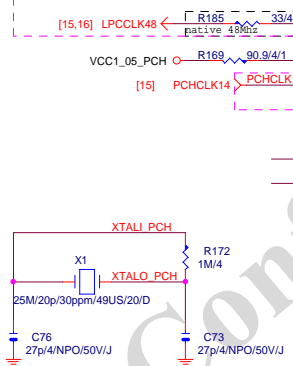 R185 33/4
[15,16] LPCCLK48
native 48Mhz
R169 90.9/4/1
VCC1_05_PCH
PCHCLK
[15] PCHCLK14
XTALI_PCH
R172
1M/4
X1
XTALO_PCH
25M/20p/30ppm/49US/20/D
C76 C73
27p/4/NPO/50V/J 27p/4/NPO/50V/J
Con